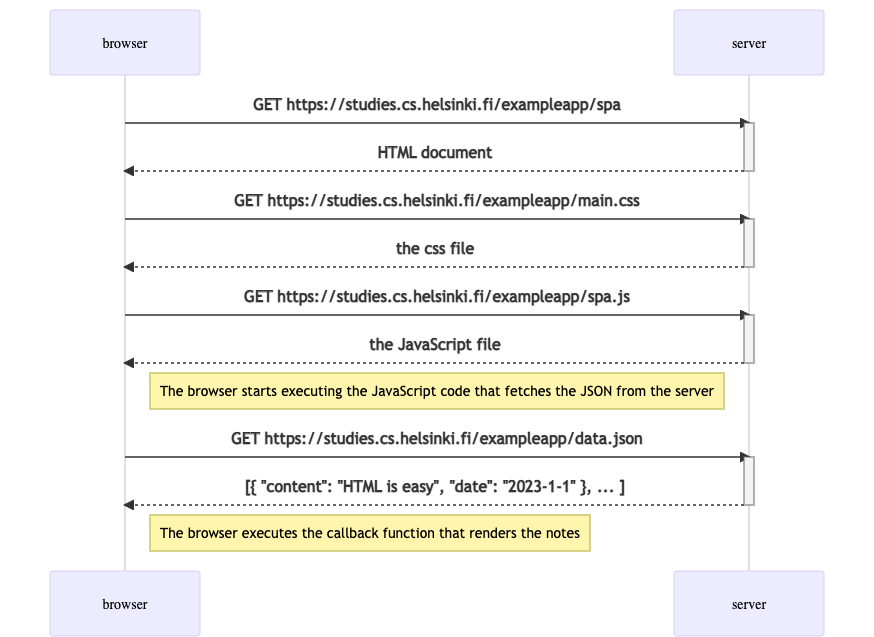 browser
server
GET https://studies.cs.helsinki.fi/exampleapp/spa
HTML document
GET https://studies.cs.helsinki.fi/exampleapp/main.css
the css file
GET https://studies.cs.helsinki.fi/exampleapp/spa.js
the JavaScript file
The browser starts executing the JavaScript code that fetches the JSON from the server
GET https://studies.cs.helsinki.fi/exampleapp/data.json
[{ "content": "HTML is easy", "date": "2023-1-1" }, ... ]
The browser executes the callback function that renders the notes
browser
server